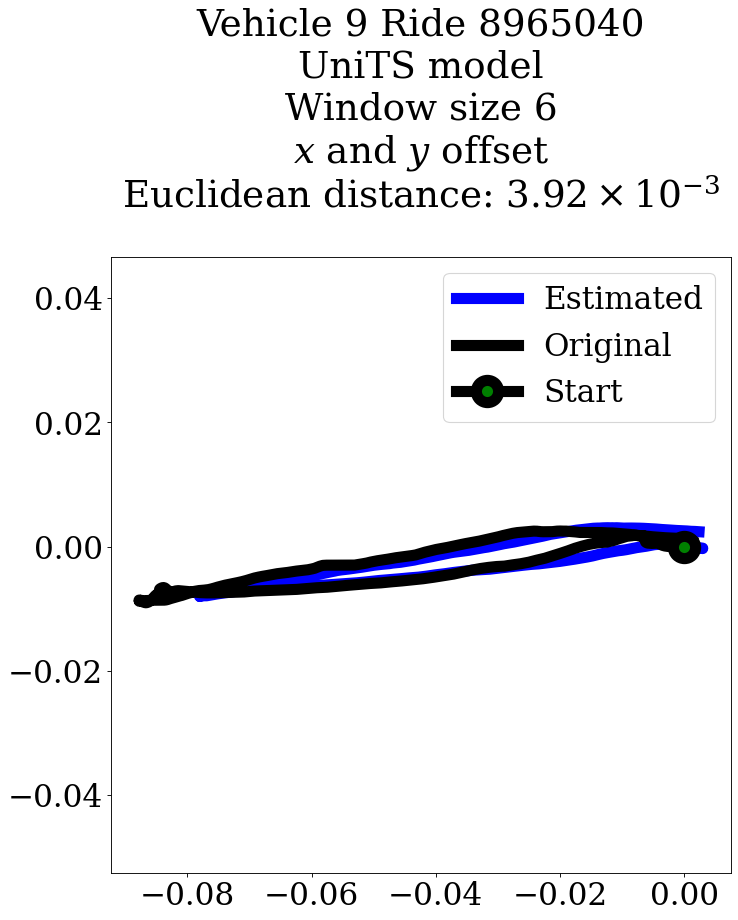 Vehicle 9 Ride 8965040
UniTS model
Window size 6
x and y offset
Euclidean distance: 3.92 × 10⁻³
Estimated
Original
Start
0.04
0.02
0.00
−0.02
−0.04
−0.08 −0.06 −0.04 −0.02 0.00